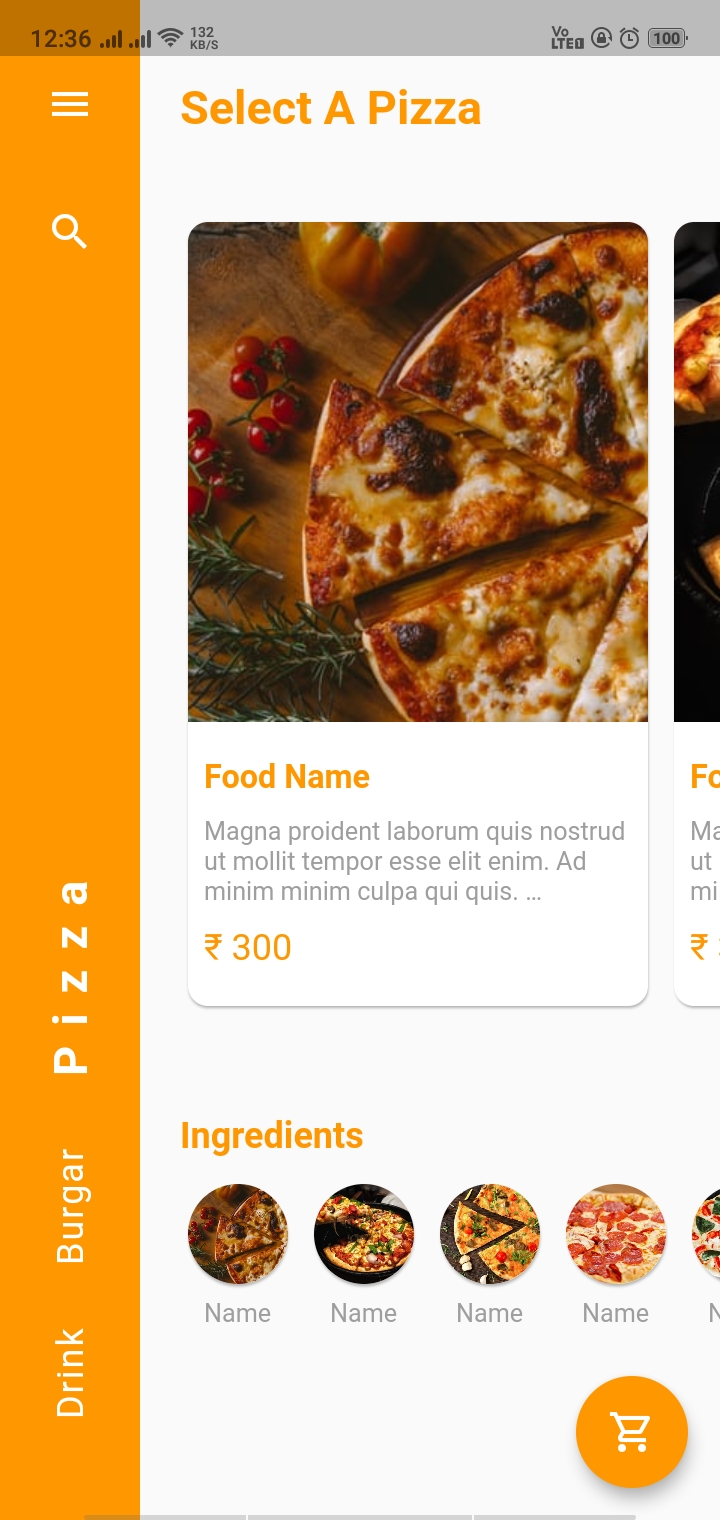 12:36
132
KB/S
Vo
LTE
100
Select A Pizza
Food Name
Magna proident laborum quis nostrud
ut mollit tempor esse elit enim. Ad
minim minim culpa qui quis. ...
₹ 300
Fo
Ma
ut
mi
₹
Pizza
Burgar
Drink
Ingredients
Name
Name
Name
Name
N